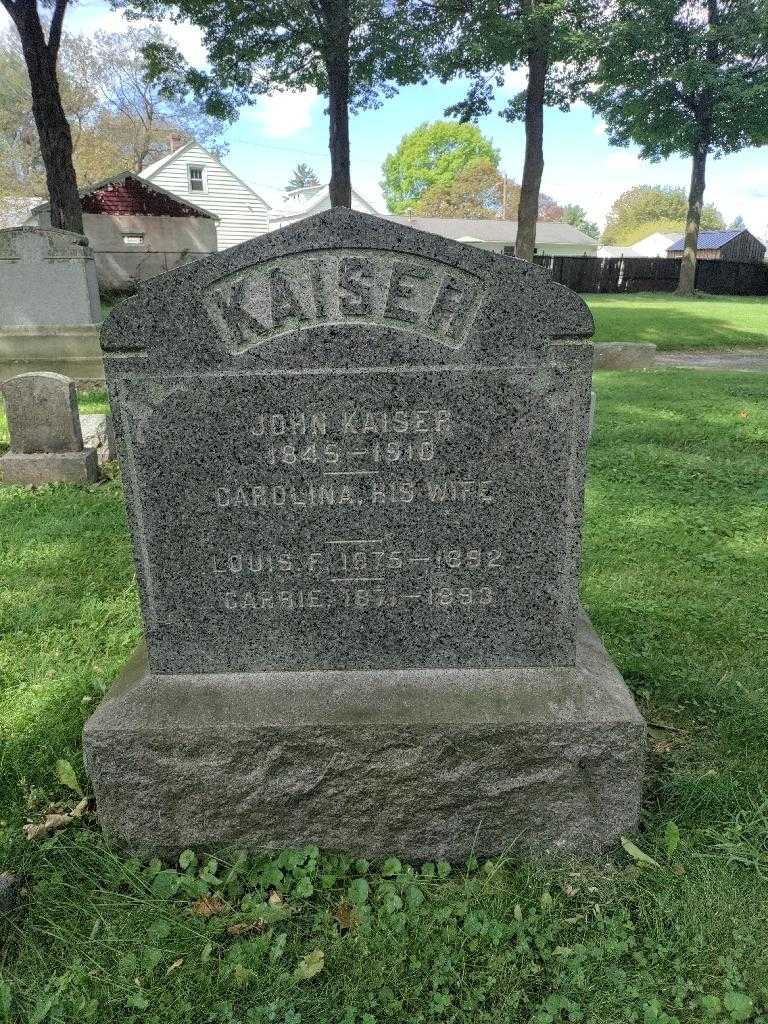 KAISER
JOHN KAISER
1845–1910
CAROLINA, HIS WIFE
LOUIS. F. 1875–1892
CARRIE, 1871–1893